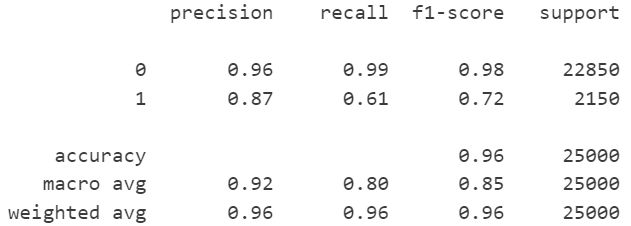 precision recall f1-score support
0 0.96 0.99 0.98 22850
1 0.87 0.61 0.72 2150
accuracy 0.96 25000
macro avg 0.92 0.80 0.85 25000
weighted avg 0.96 0.96 0.96 25000